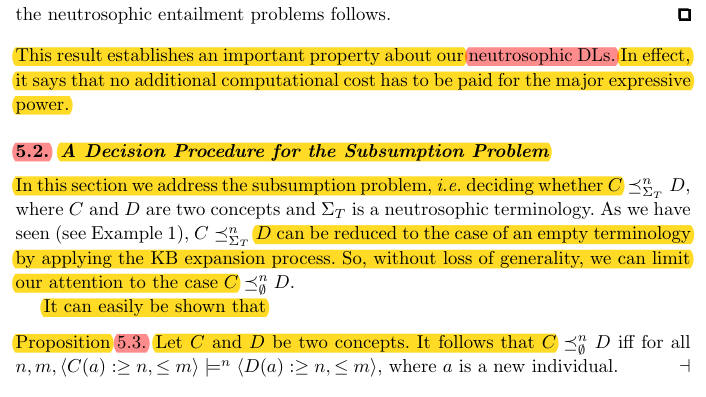 the neutrosophic entailment problems follows. □
This result establishes an important property about our neutrosophic DLs. In effect,
it says that no additional computational cost has to be paid for the major expressive
power.
5.2. A Decision Procedure for the Subsumption Problem
In this section we address the subsumption problem, i.e. deciding whether C ⪯ⁿ_{Σ_T} D,
where C and D are two concepts and Σ_T is a neutrosophic terminology. As we have
seen (see Example 1), C ⪯ⁿ_{Σ_T} D can be reduced to the case of an empty terminology
by applying the KB expansion process. So, without loss of generality, we can limit
our attention to the case C ⪯ⁿ_∅ D.
It can easily be shown that
Proposition 5.3. Let C and D be two concepts. It follows that C ⪯ⁿ_∅ D iff for all
n, m, ⟨C(a) :≥ n, ≤ m⟩ ⊨ⁿ ⟨D(a) :≥ n, ≤ m⟩, where a is a new individual. ⊣